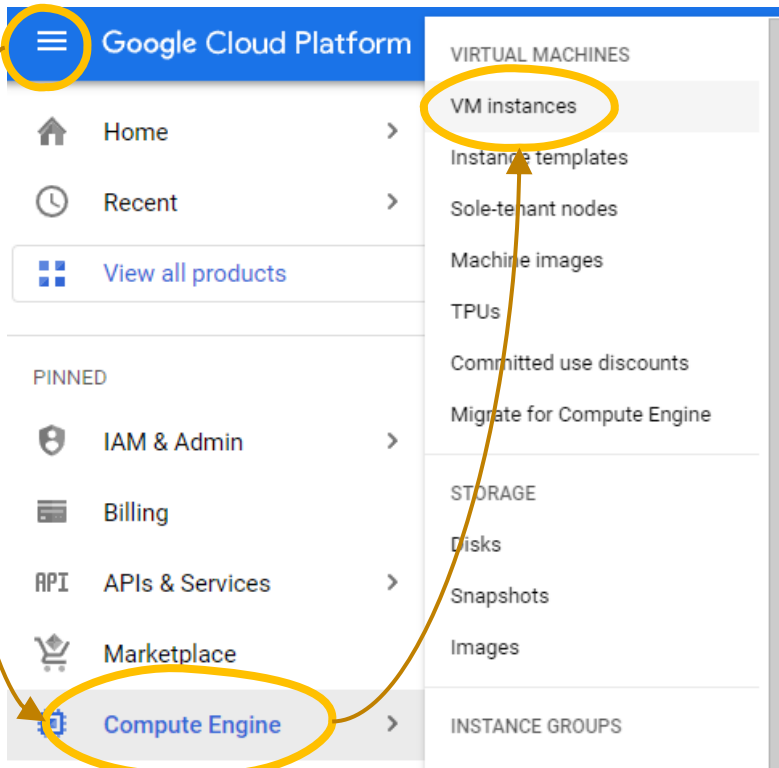 Google Cloud Platform
Home
Recent
View all products
PINNED
IAM & Admin
Billing
API APIs & Services
Marketplace
Compute Engine
VIRTUAL MACHINES
VM instances
Instance templates
Sole-tenant nodes
Machine images
TPUs
Committed use discounts
Migrate for Compute Engine
STORAGE
Disks
Snapshots
Images
INSTANCE GROUPS